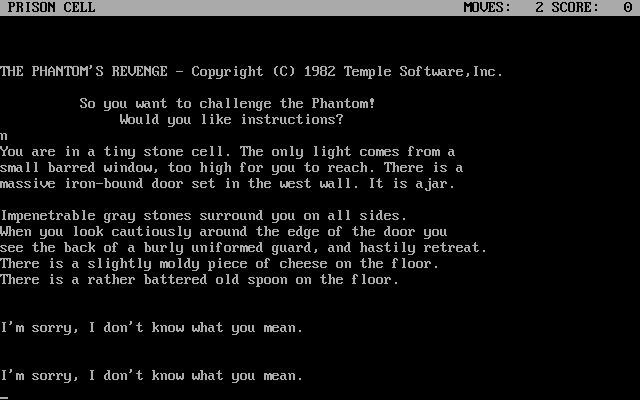 PRISON CELL MOVES: 2 SCORE: 0
THE PHANTOM'S REVENGE - Copyright (C) 1982 Temple Software,Inc.
So you want to challenge the Phantom!
Would you like instructions?
n
You are in a tiny stone cell. The only light comes from a
small barred window, too high for you to reach. There is a
massive iron-bound door set in the west wall. It is ajar.
Impenetrable gray stones surround you on all sides.
When you look cautiously around the edge of the door you
see the back of a burly uniformed guard, and hastily retreat.
There is a slightly moldy piece of cheese on the floor.
There is a rather battered old spoon on the floor.
I'm sorry, I don't know what you mean.
I'm sorry, I don't know what you mean.